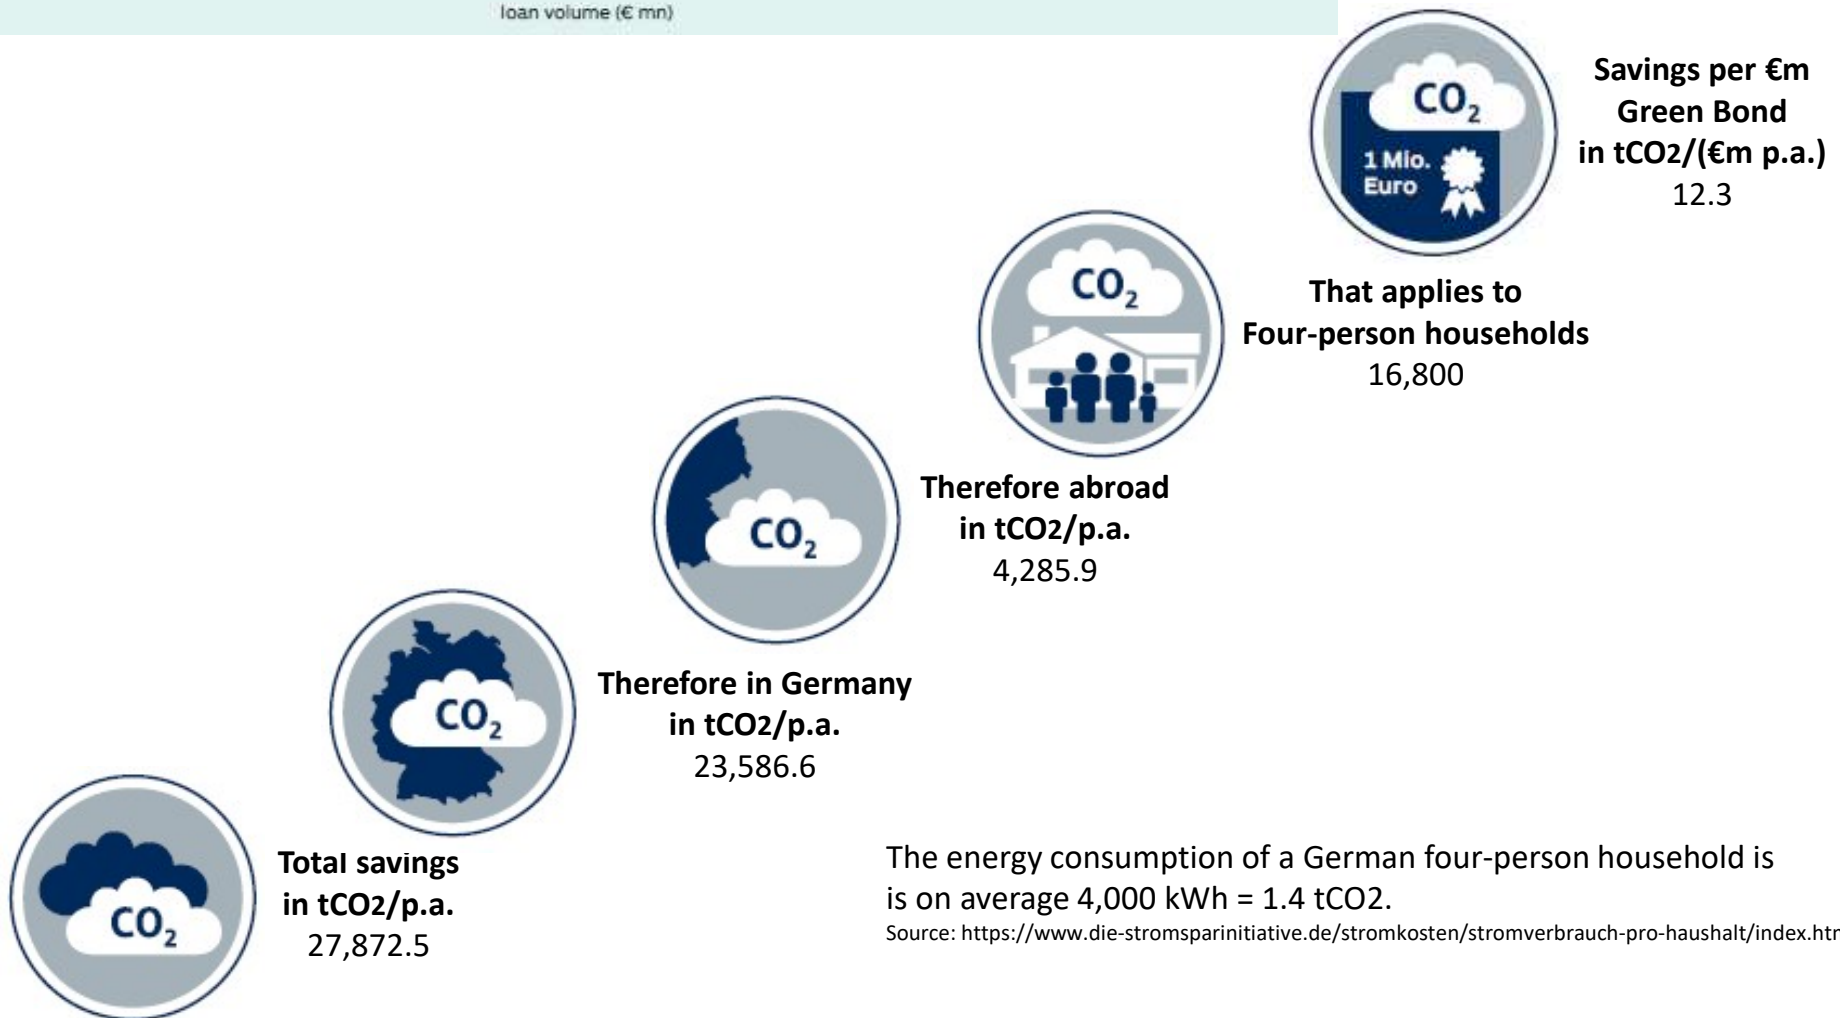 loan volume (€ mn)
CO2
1 Mio.
Euro
Savings per €m
Green Bond
in tCO2/(€m p.a.)
12.3
CO2
That applies to
Four-person households
16,800
CO2
Therefore abroad
in tCO2/p.a.
4,285.9
CO2
Therefore in Germany
in tCO2/p.a.
23,586.6
CO2
Total savings
in tCO2/p.a.
27,872.5
The energy consumption of a German four-person household is
is on average 4,000 kWh = 1.4 tCO2.
Source: https://www.die-stromsparinitiative.de/stromkosten/stromverbrauch-pro-haushalt/index.htm